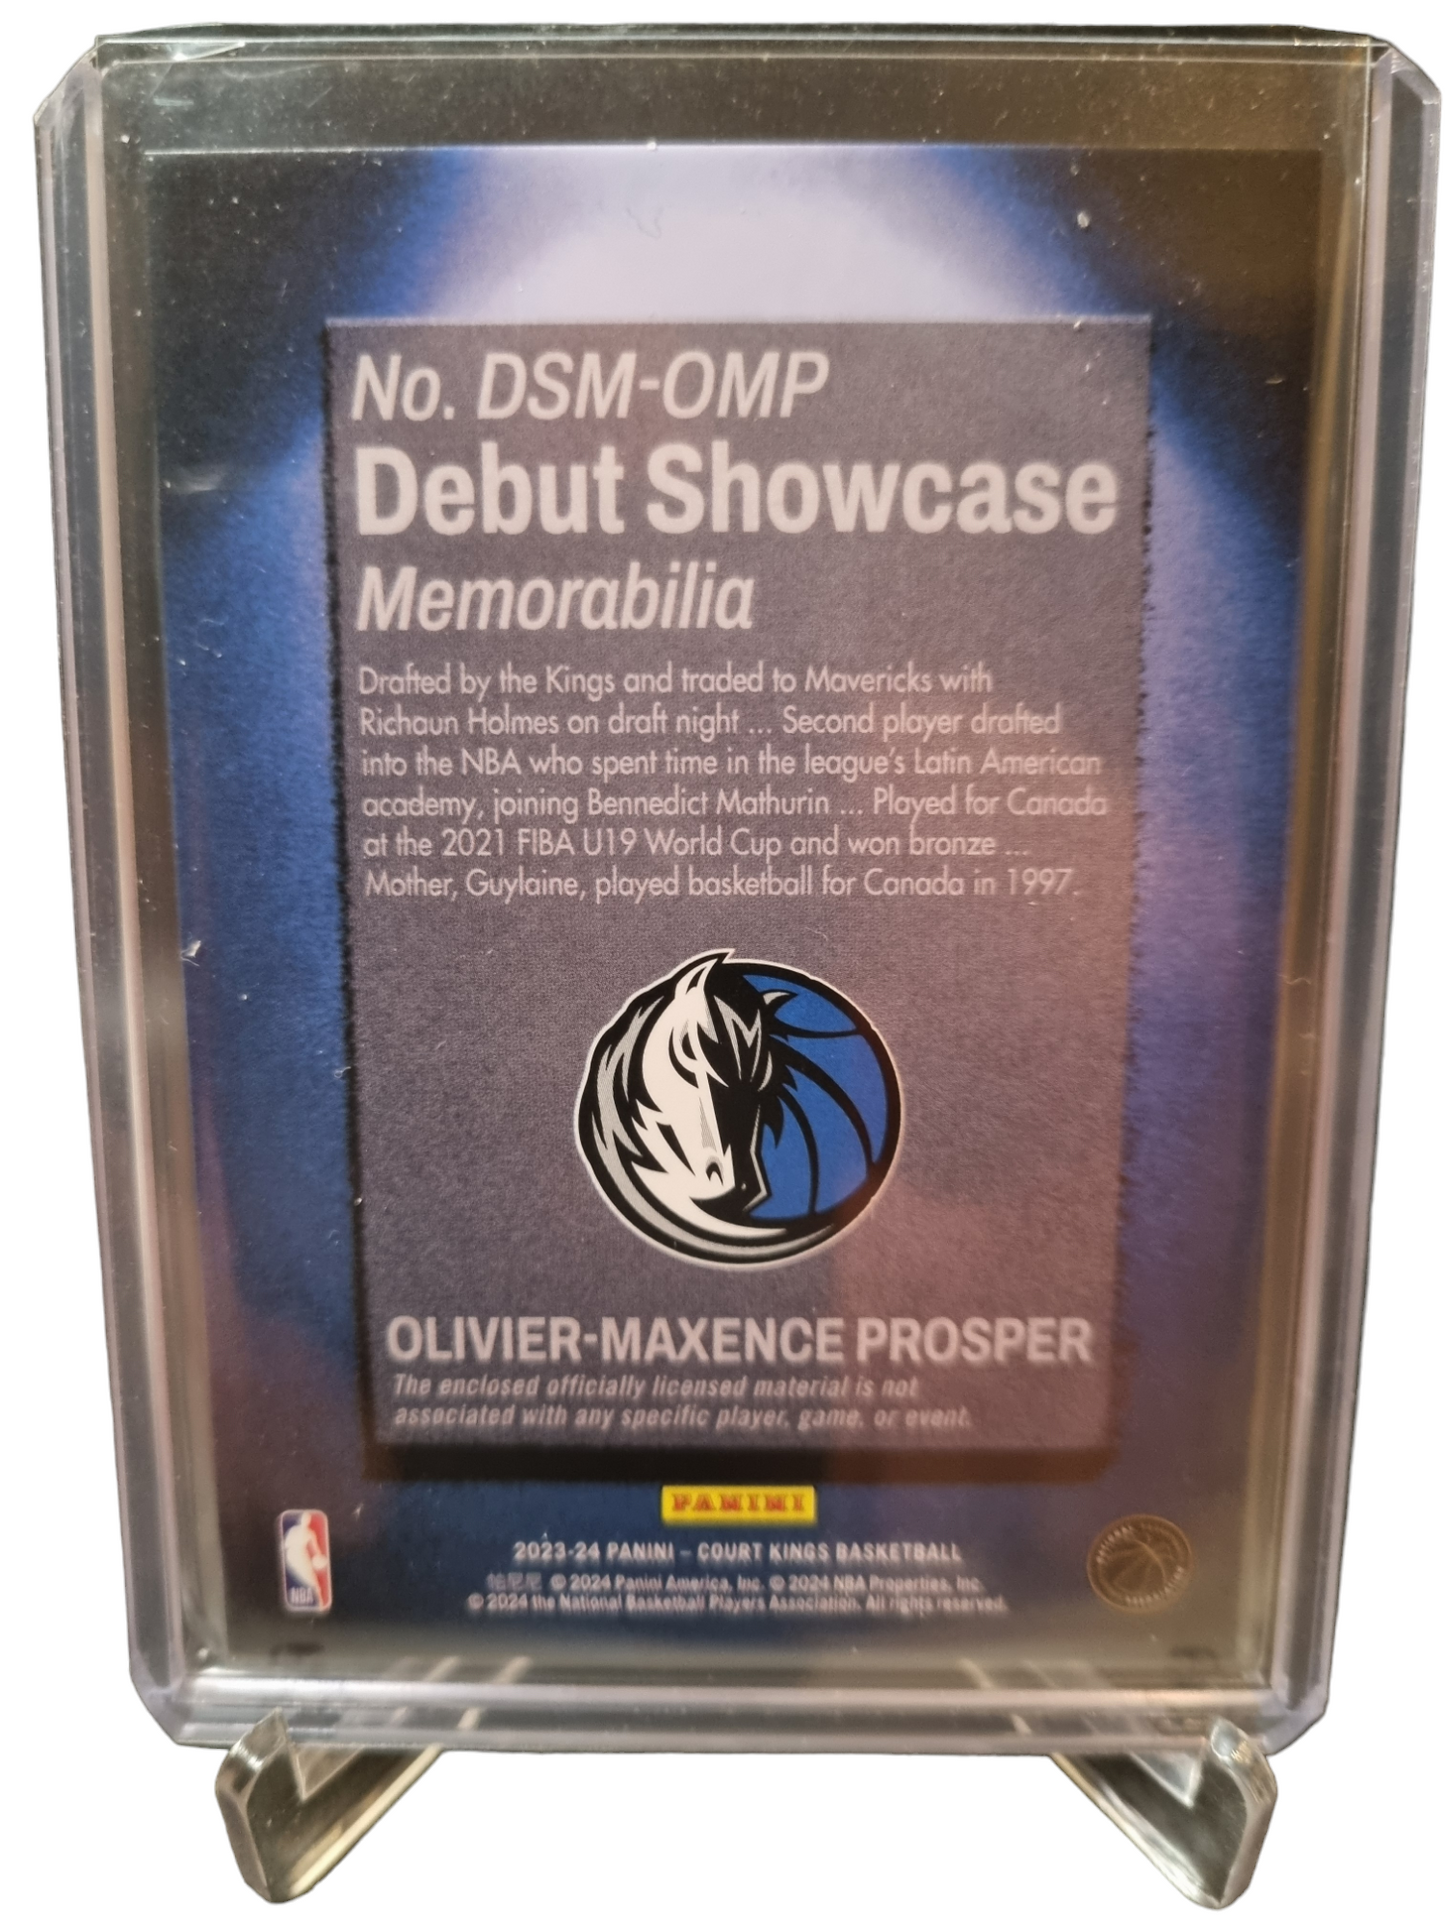 No. DSM-OMP
Debut Showcase
Memorabilia
Drafted by the Kings and traded to Mavericks with
Richaun Holmes on draft night ... Second player drafted
into the NBA who spent time in the league's Latin American
academy, joining Bennedict Mathurin ... Played for Canada
at the 2021 FIBA U19 World Cup and won bronze ...
Mother, Guylaine, played basketball for Canada in 1997.
OLIVIER-MAXENCE PROSPER
The enclosed officially licensed material is not
associated with any specific player, game, or event.
PANINI
NBA
2023-24 PANINI – COURT KINGS BASKETBALL
帕尼尼 © 2024 Panini America, Inc. © 2024 NBA Properties, Inc.
© 2024 the National Basketball Players Association. All rights reserved.